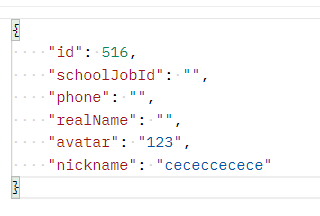 {
    "id": 516,
    "schoolJobId": "",
    "phone": "",
    "realName": "",
    "avatar": "123",
    "nickname": "cececcecece"
}